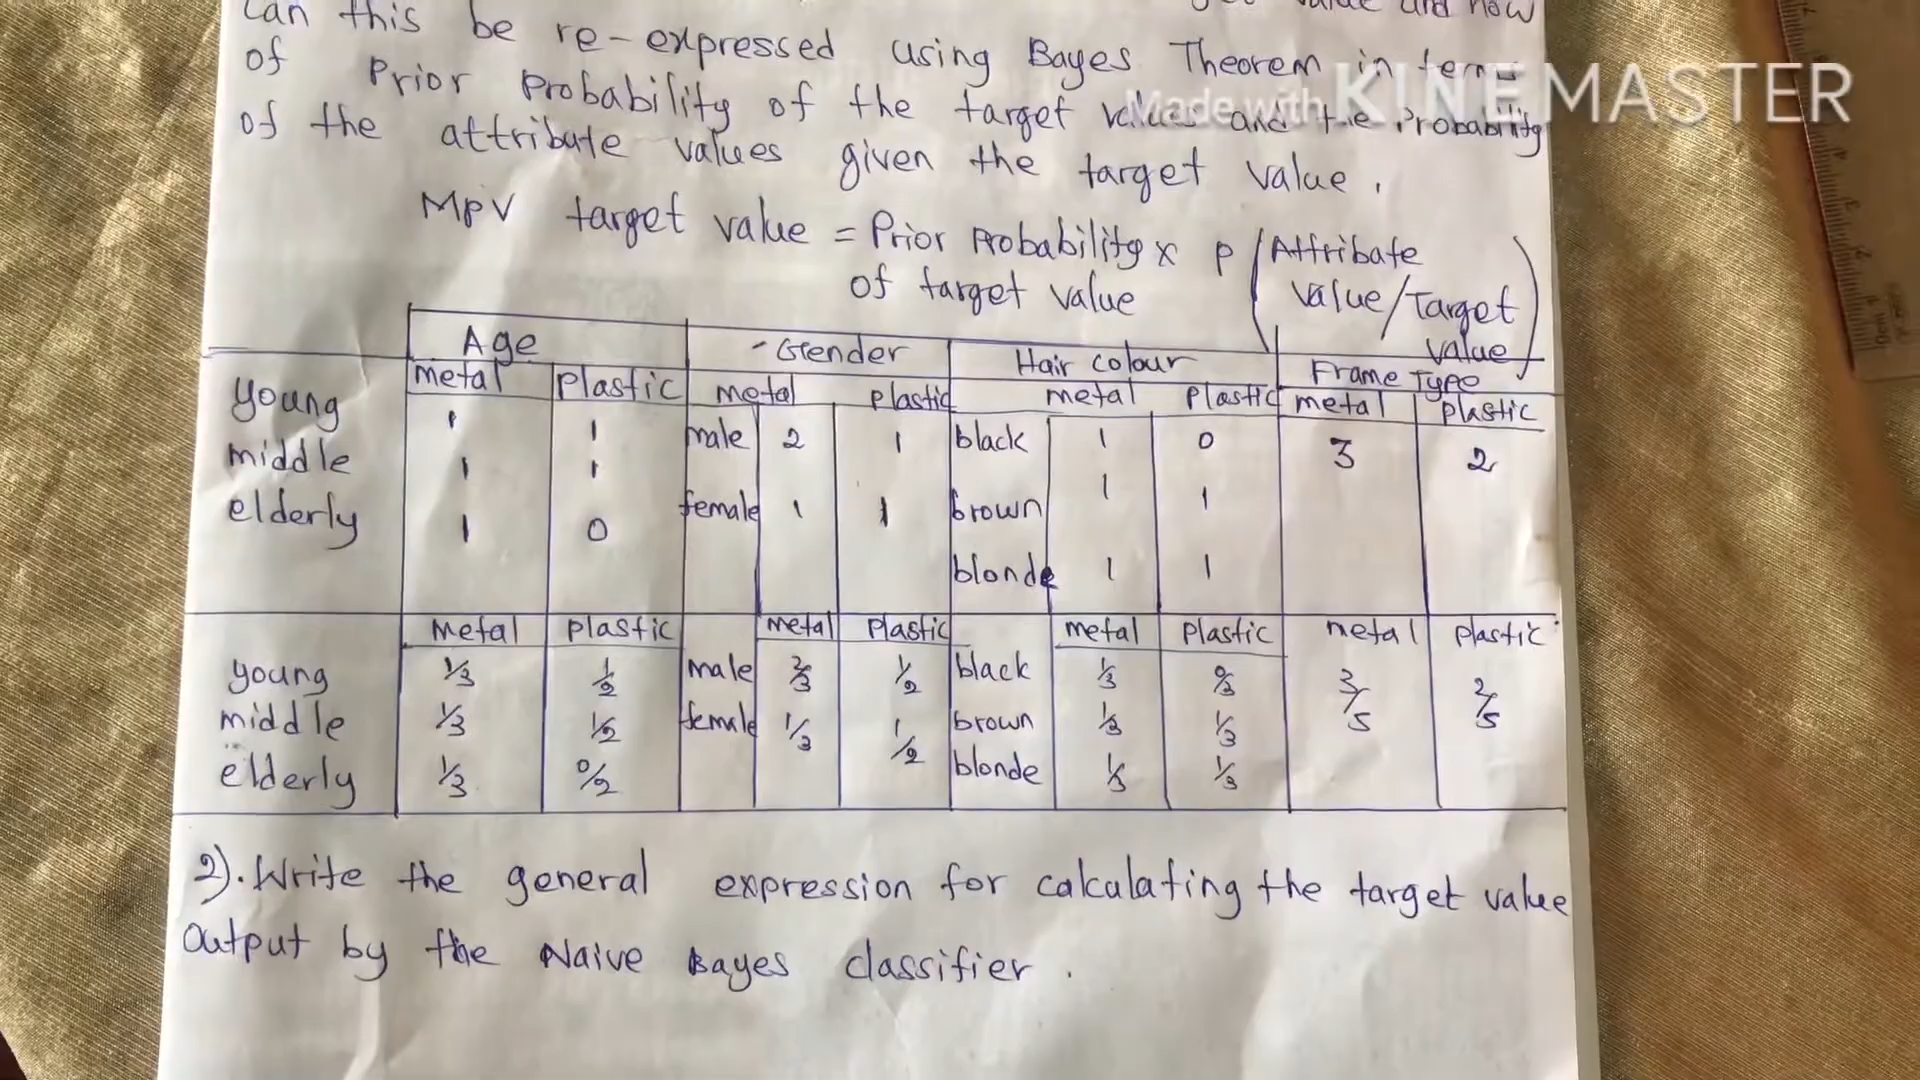 Can this be re-expressed using Bayes Theorem in terms
value and how
of Prior Probability of the target values and the Probability
of the attribute values given the target value.
Made with KINEMASTER
MPV target value = Prior Probability x P (Attribute
of target value Value/Target
Value)
Age Gender Hair colour Frame Type
metal plastic metal plastic metal plastic metal plastic
young 1 1 male 2 1 black 1 0 3 2
middle 1 1 female 1 1 brown 1 1
elderly 1 0 blonde 1 1
metal plastic metal plastic metal plastic metal plastic
young 1/3 1/2 male 2/3 1/2 black 1/3 0/3 3/5 2/5
middle 1/3 1/2 female 1/3 1/2 brown 1/3 1/3
elderly 1/3 0/2 blonde 1/3 1/3
2). Write the general expression for calculating the target value
output by the Naive Bayes classifier.